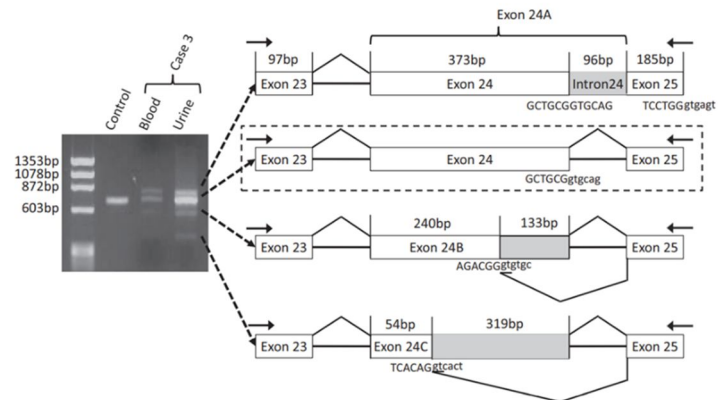 Exon 24A
Case 3
Control
Blood
Urine
97bp
373bp
96bp
185bp
Exon 23
Exon 24
Intron24
Exon 25
GCTGCGGTGCAG
TCCTGGgtgagt
1353bp
1078bp
872bp
603bp
Exon 23
Exon 24
Exon 25
GCTGCGgtgcag
240bp
133bp
Exon 23
Exon 24B
Exon 25
AGACGGgtgtgc
54bp
319bp
Exon 23
Exon 24C
Exon 25
TCACAGgtcact